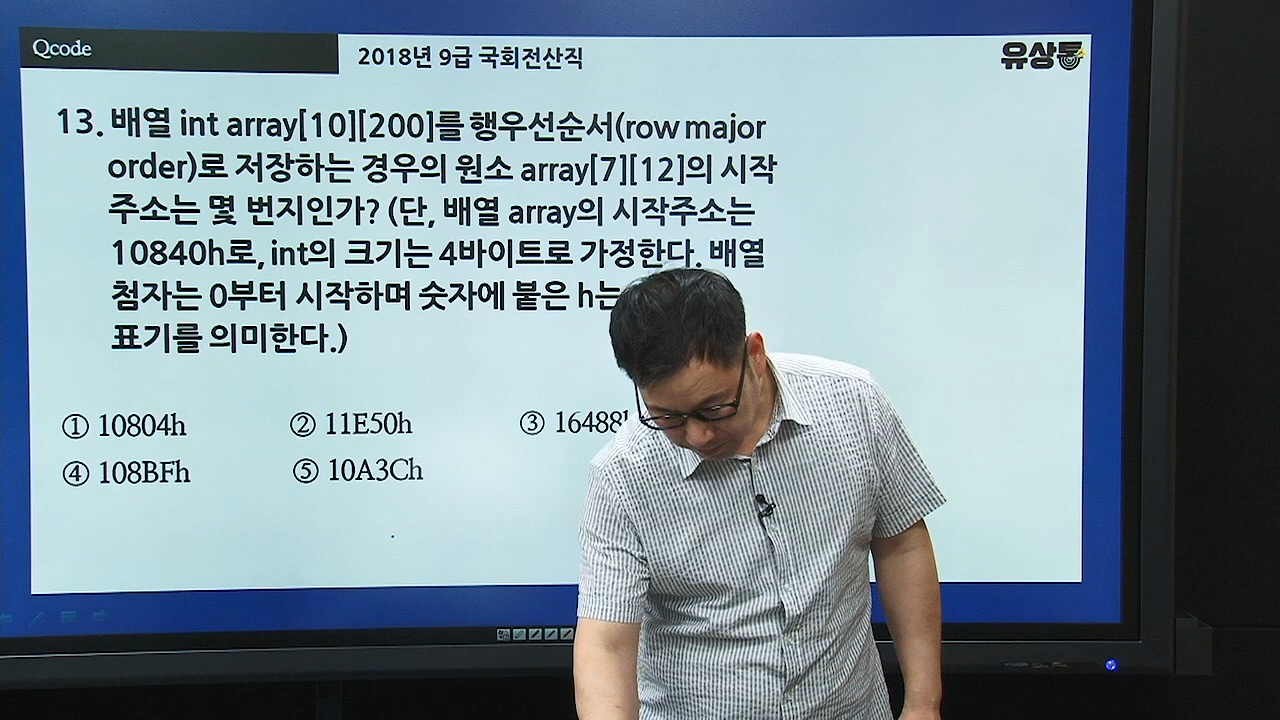 Qcode
2018년 9급 국회전산직
유상통
13. 배열 int array[10][200]를 행우선순서(row major
order)로 저장하는 경우의 원소 array[7][12]의 시작
주소는 몇 번지인가? (단, 배열 array의 시작주소는
10840h로, int의 크기는 4바이트로 가정한다. 배열
첨자는 0부터 시작하며 숫자에 붙은 h는
표기를 의미한다.)
① 10804h ② 11E50h ③ 16488h
④ 108BFh ⑤ 10A3Ch